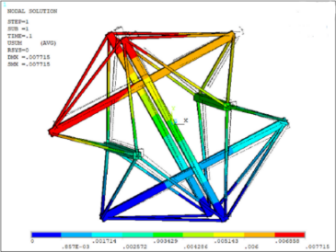 NODAL SOLUTION
STEP=1
SUB =1
TIME=.1
USUM (AVG)
RSYS=0
DMX =.007715
SMX =.007715
X
0 .001714 .003429 .005143 .006858
.857E-03 .002572 .004286 .006 .007715